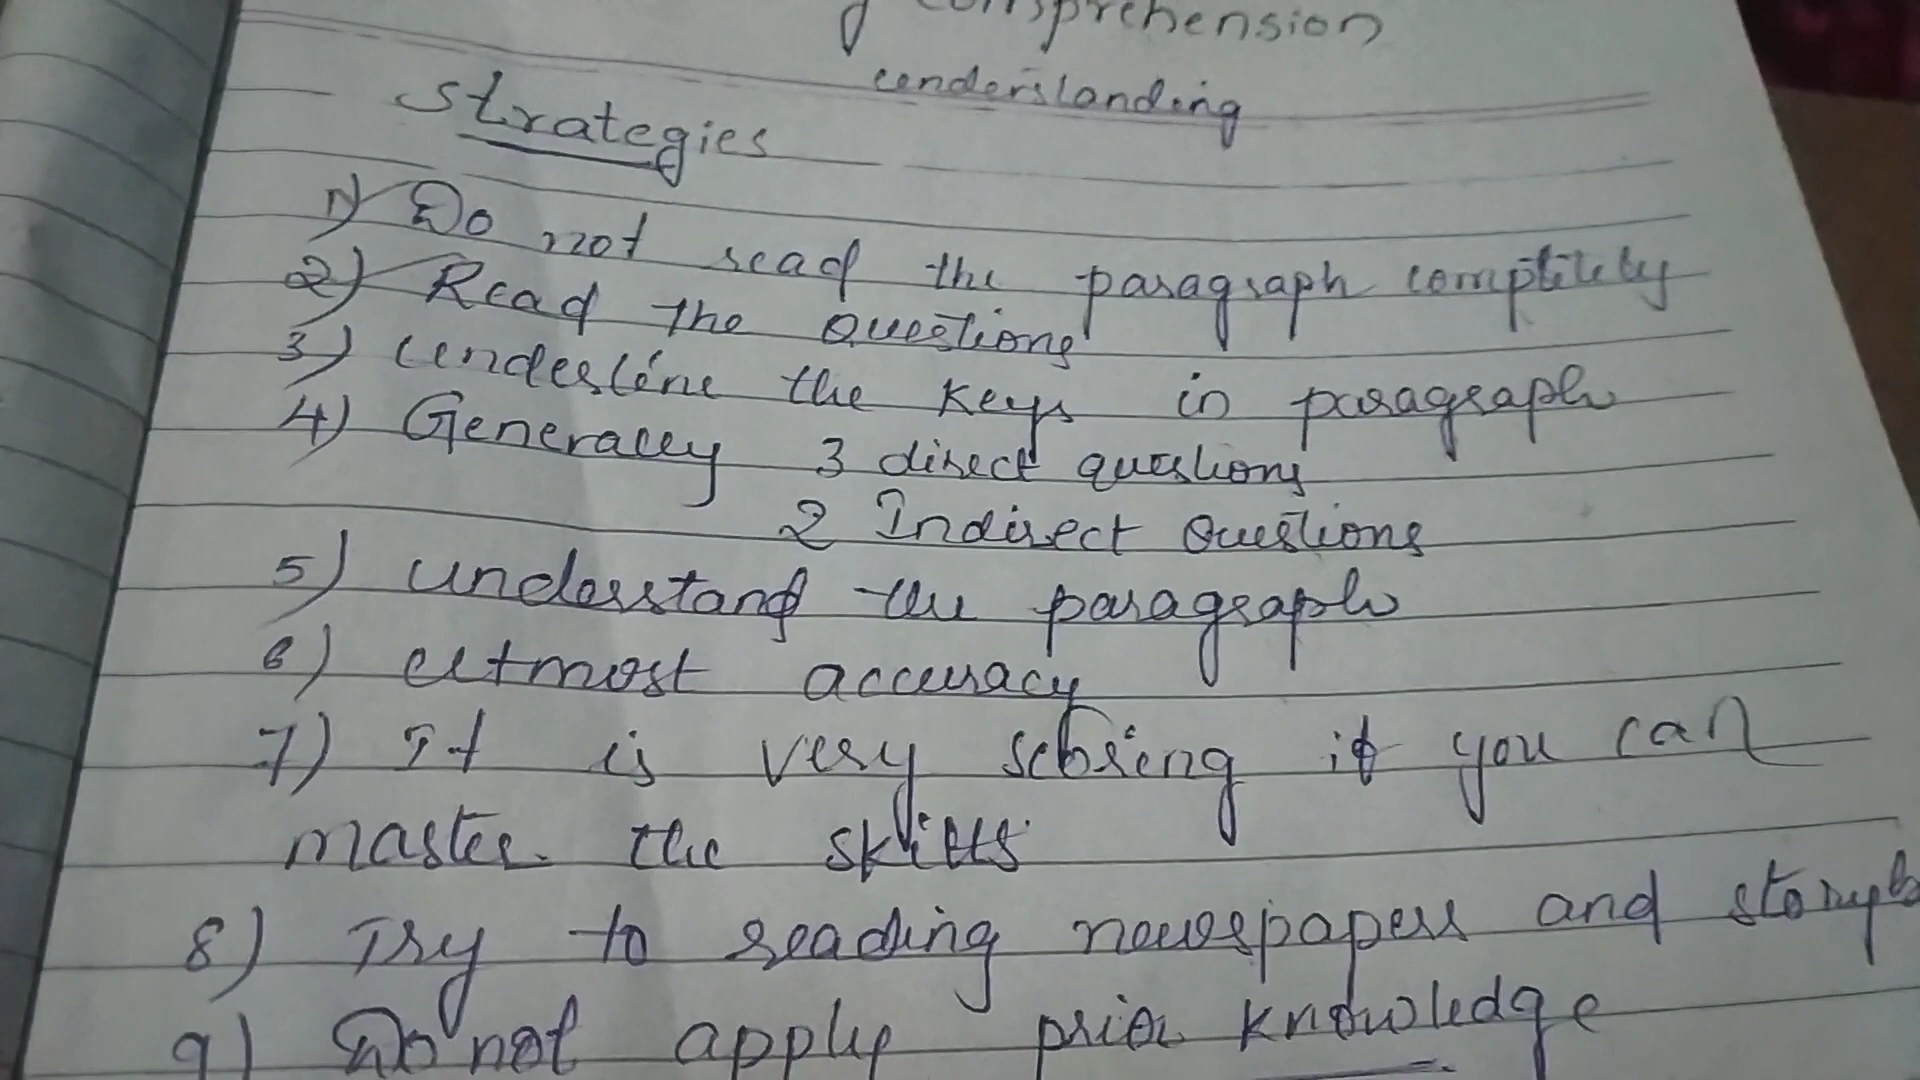 comprehension
understanding
Strategies
1) Do not read the paragraph complitely
2) Read the Questions
3) underline the keys in paragraph
4) Generally 3 direct questions
2 Indirect Questions
5) understand the paragraph
6) utmost accuracy
7) It is very scoring if you can
master the skills
8) Try to reading newspapers and
9) Do not apply prior knowledge